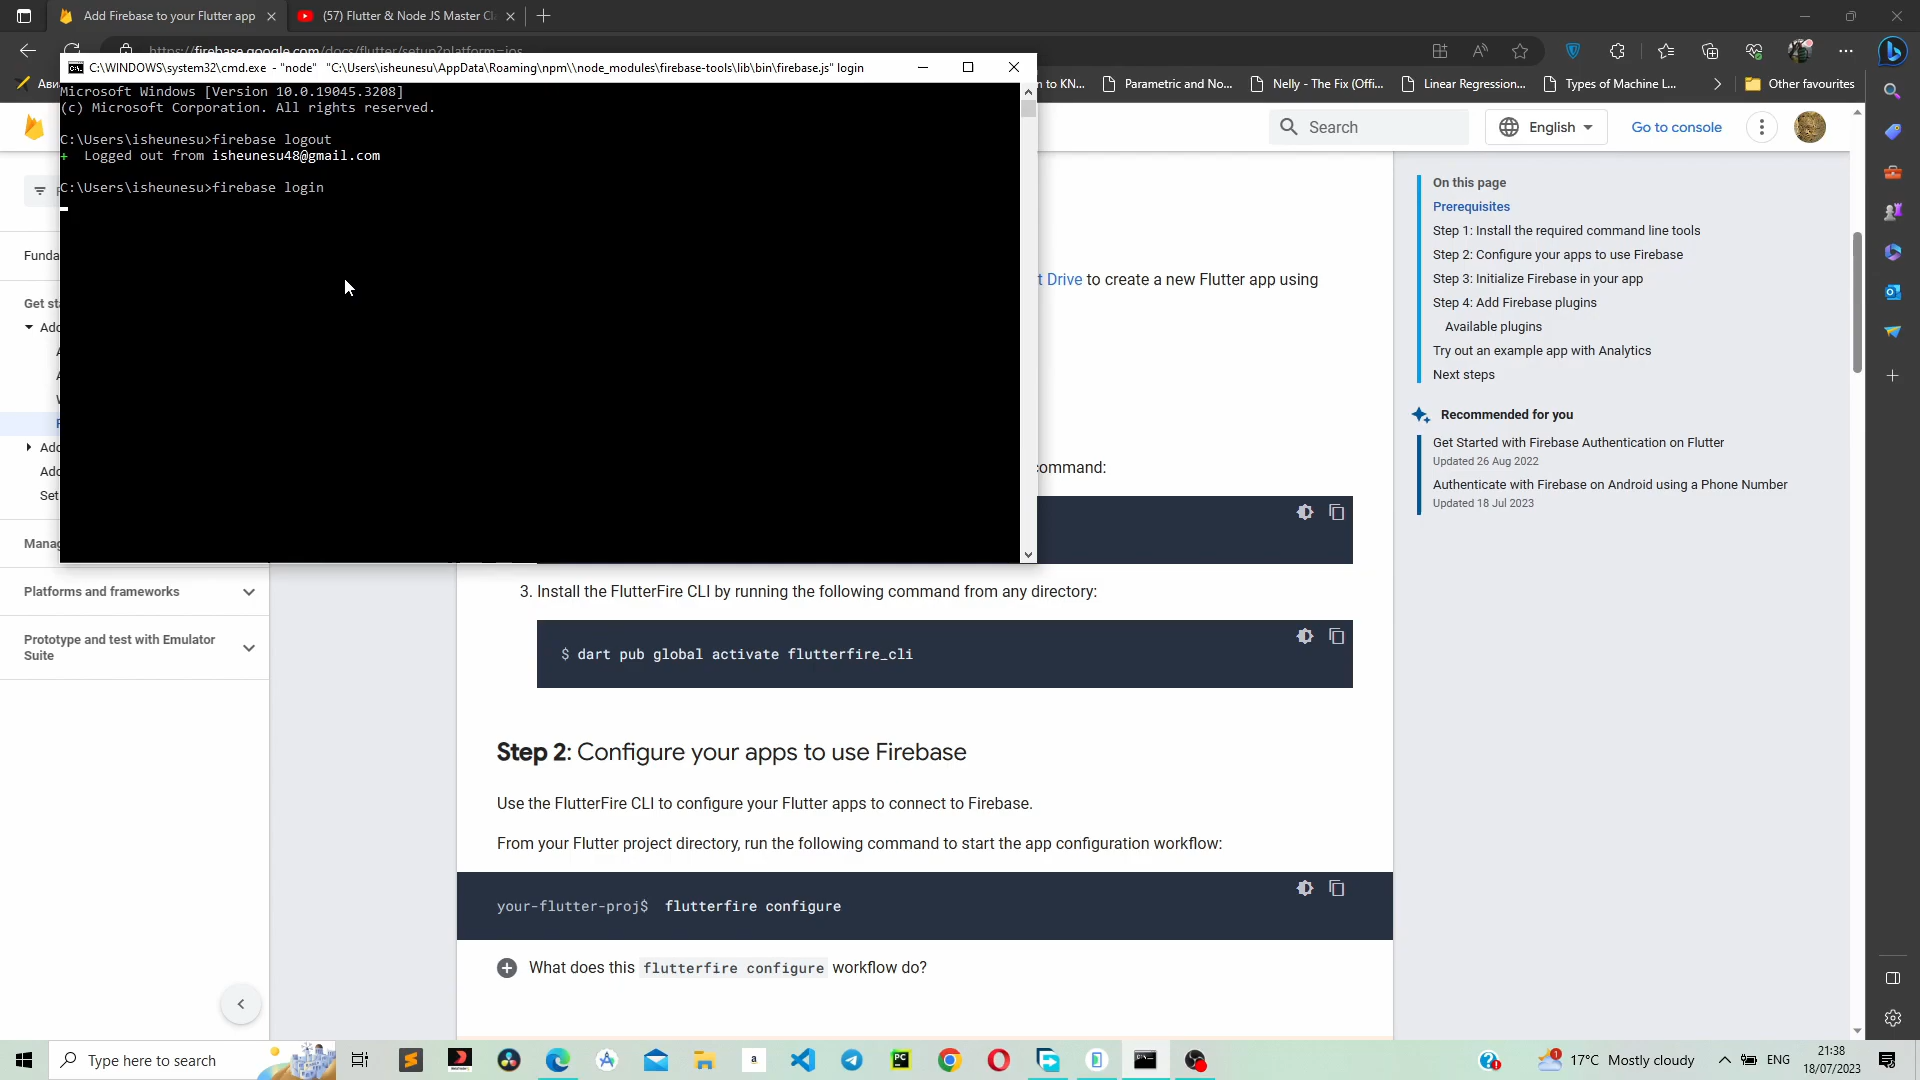 Add Firebase to your Flutter app
(57) Flutter & Node JS Master Cl
https://firebase.google.com/docs/flutter/setup?platform=ios
C:\WINDOWS\system32\cmd.exe - "node" "C:\Users\isheunesu\AppData\Roaming\npm\\node_modules\firebase-tools\lib\bin\firebase.js" login
n to KN...
Parametric and No...
Nelly - The Fix (Offi...
Linear Regression...
Types of Machine L...
Other favourites
Microsoft Windows [Version 10.0.19045.3208]
(c) Microsoft Corporation. All rights reserved.
C:\Users\isheunesu>firebase logout
+ Logged out from isheunesu48@gmail.com
C:\Users\isheunesu>firebase login
Search
English
Go to console
Funda
Get sta
Add
Add
Add
Set
Manag
Platforms and frameworks
Prototype and test with Emulator
Suite
t Drive to create a new Flutter app using
command:
3. Install the FlutterFire CLI by running the following command from any directory:
$ dart pub global activate flutterfire_cli
Step 2: Configure your apps to use Firebase
Use the FlutterFire CLI to configure your Flutter apps to connect to Firebase.
From your Flutter project directory, run the following command to start the app configuration workflow:
your-flutter-proj$ flutterfire configure
What does this flutterfire configure workflow do?
On this page
Prerequisites
Step 1: Install the required command line tools
Step 2: Configure your apps to use Firebase
Step 3: Initialize Firebase in your app
Step 4: Add Firebase plugins
Available plugins
Try out an example app with Analytics
Next steps
Recommended for you
Get Started with Firebase Authentication on Flutter
Updated 26 Aug 2022
Authenticate with Firebase on Android using a Phone Number
Updated 18 Jul 2023
Type here to search
17°C Mostly cloudy
ENG
21:38
18/07/2023